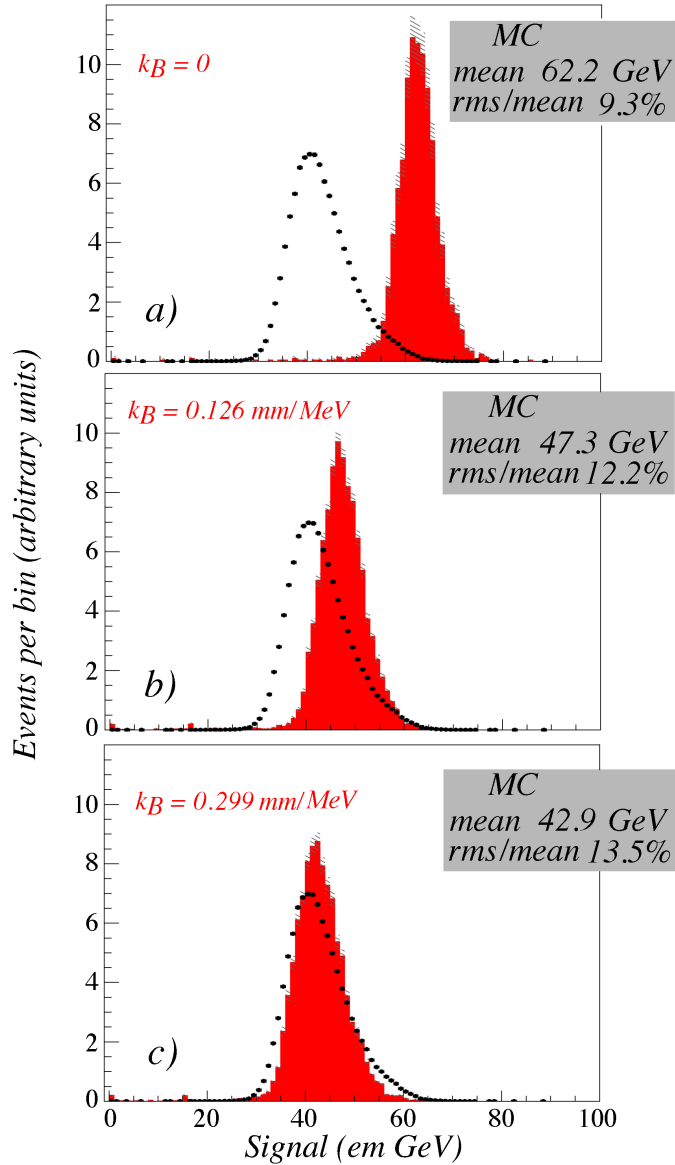 k_B = 0
MC
mean 62.2 GeV
rms/mean 9.3%
10
8
6
4
2
0
a)
k_B = 0.126 mm/MeV
MC
mean 47.3 GeV
rms/mean 12.2%
10
8
6
4
2
0
b)
k_B = 0.299 mm/MeV
MC
mean 42.9 GeV
rms/mean 13.5%
10
8
6
4
2
0
c)
0 20 40 60 80 100
Signal (em GeV)
Events per bin (arbitrary units)